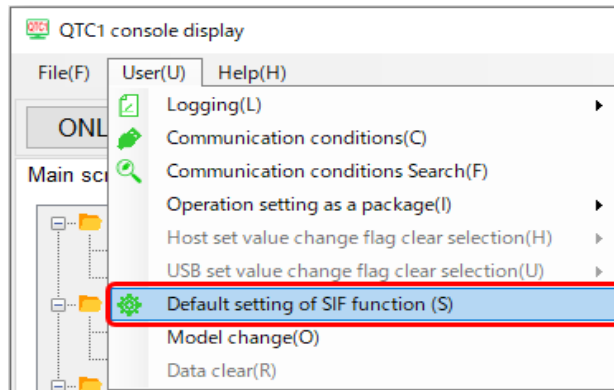 QTC1 QTC1 console display
File(F) User(U) Help(H)
Logging(L)
ONL Communication conditions(C)
Main scr Communication conditions Search(F)
Operation setting as a package(I)
Host set value change flag clear selection(H)
USB set value change flag clear selection(U)
Default setting of SIF function (S)
Model change(O)
Data clear(R)